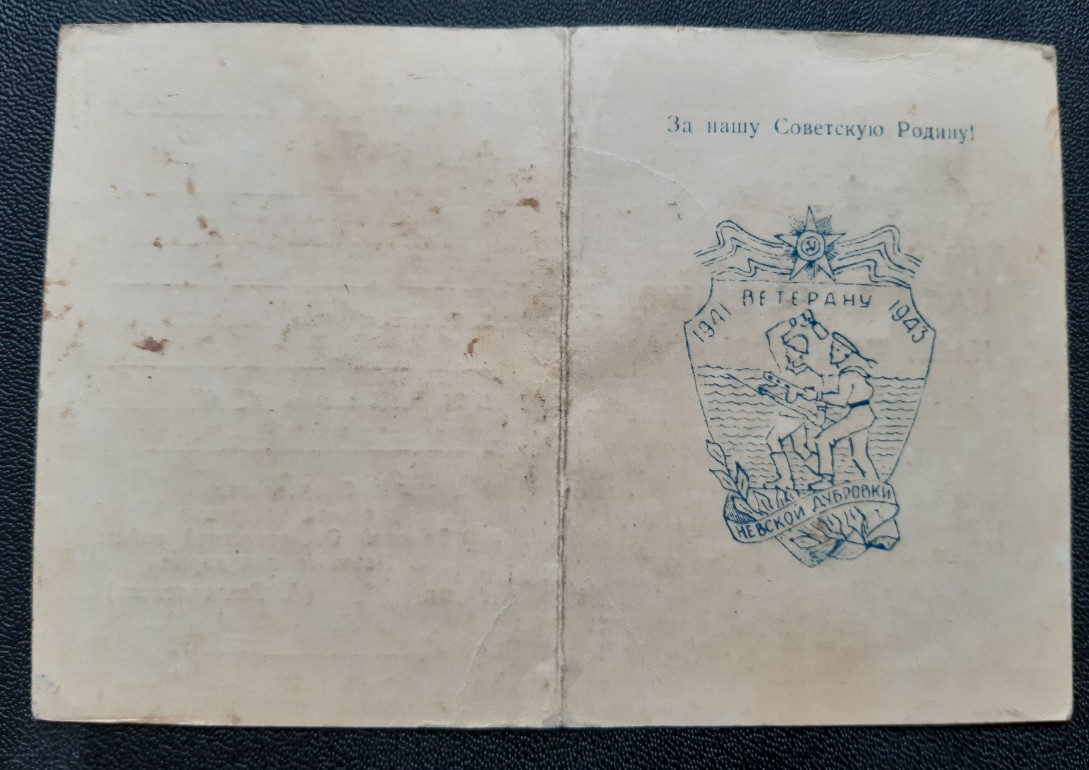 За нашу Советскую Родину!
ВЕТЕРАНУ
1941 1943
НЕВСКОЙ ДУБРОВКИ